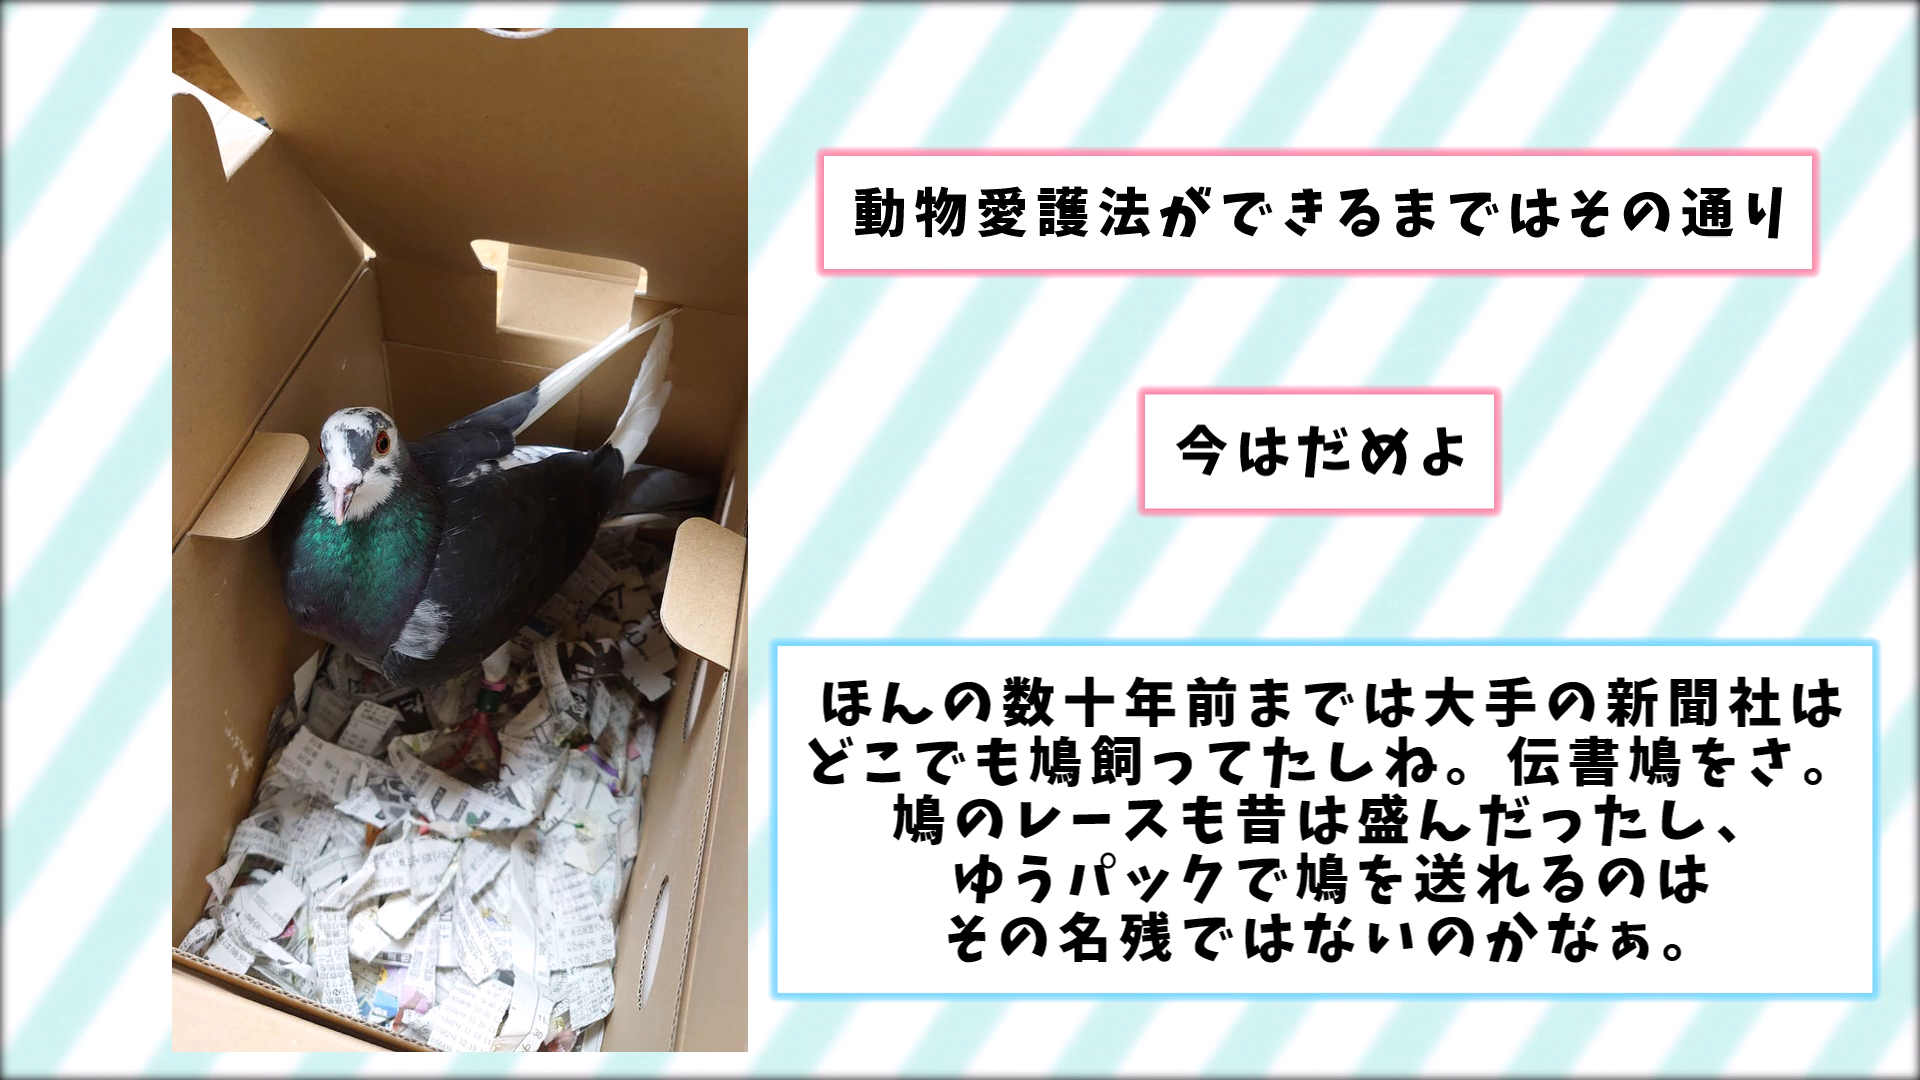 動物愛護法ができるまではその通り
今はだめよ
ほんの数十年前までは大手の新聞社は
どこでも鳩飼ってたしね。伝書鳩をさ。
鳩のレースも昔は盛んだったし、
ゆうパックで鳩を送れるのは
その名残ではないのかなぁ。